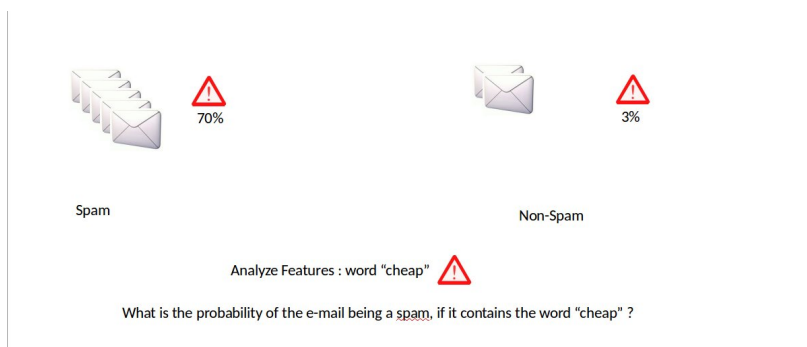 70%
3%
Spam
Non-Spam
Analyze Features : word “cheap”
What is the probability of the e-mail being a spam, if it contains the word “cheap” ?